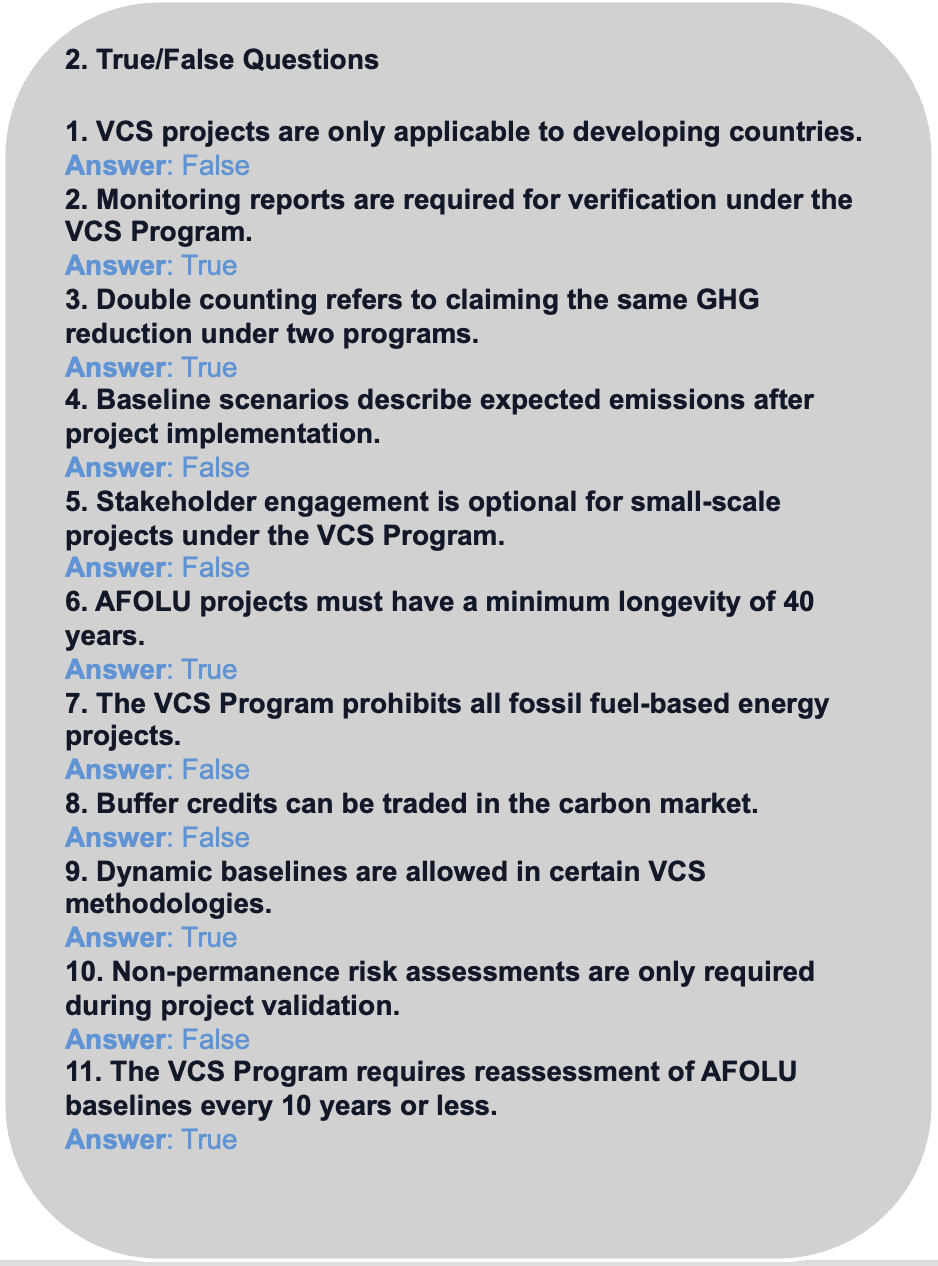 2. True/False Questions
1. VCS projects are only applicable to developing countries.
Answer: False
2. Monitoring reports are required for verification under the
VCS Program.
Answer: True
3. Double counting refers to claiming the same GHG
reduction under two programs.
Answer: True
4. Baseline scenarios describe expected emissions after
project implementation.
Answer: False
5. Stakeholder engagement is optional for small-scale
projects under the VCS Program.
Answer: False
6. AFOLU projects must have a minimum longevity of 40
years.
Answer: True
7. The VCS Program prohibits all fossil fuel-based energy
projects.
Answer: False
8. Buffer credits can be traded in the carbon market.
Answer: False
9. Dynamic baselines are allowed in certain VCS
methodologies.
Answer: True
10. Non-permanence risk assessments are only required
during project validation.
Answer: False
11. The VCS Program requires reassessment of AFOLU
baselines every 10 years or less.
Answer: True